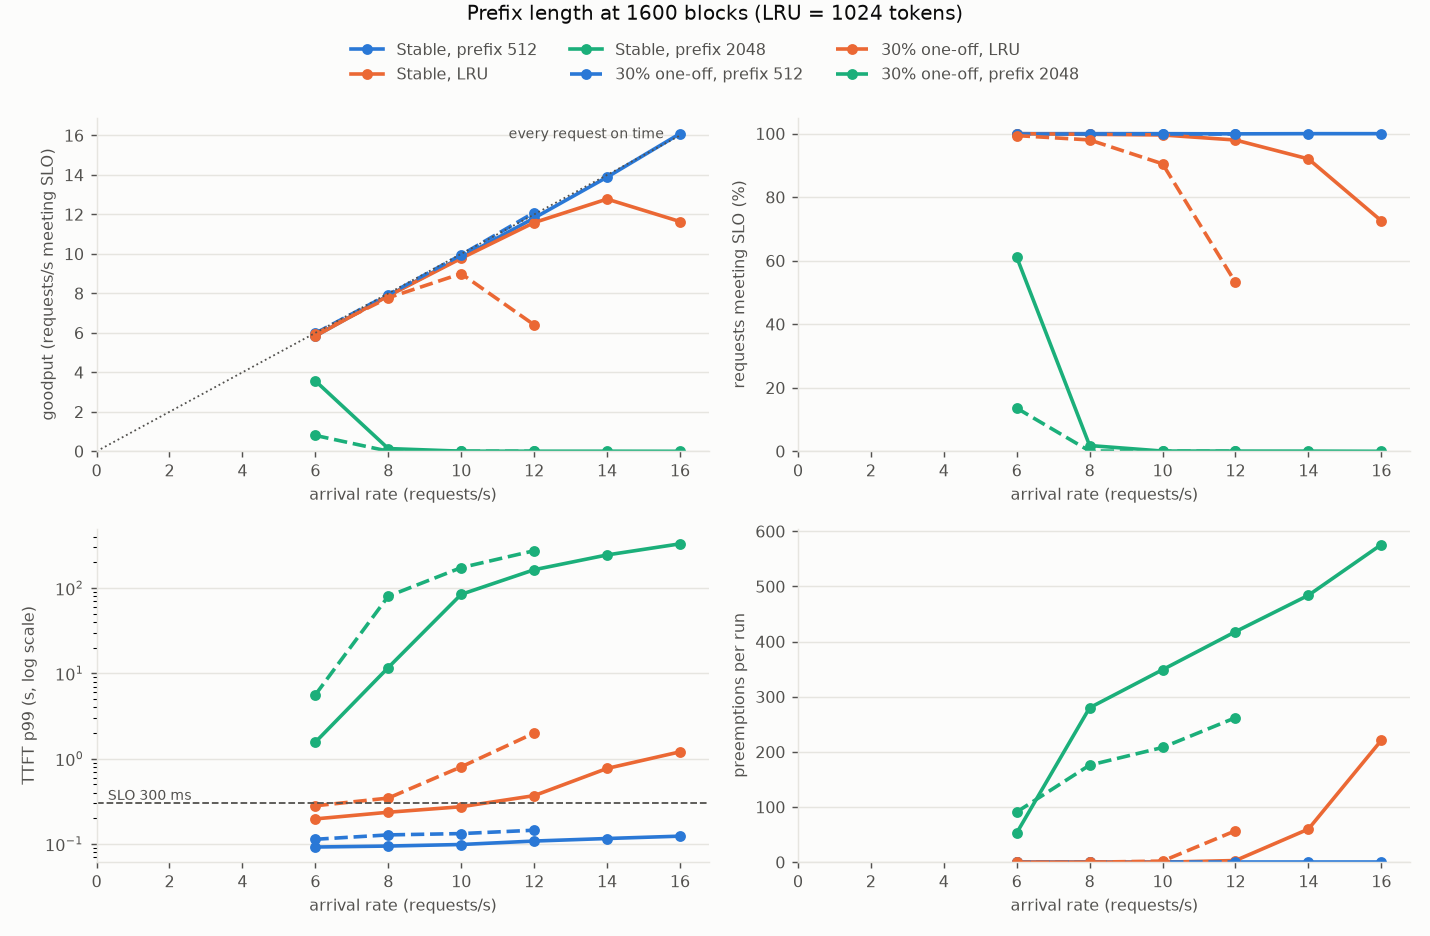 Prefix length at 1600 blocks (LRU = 1024 tokens)
Stable, prefix 512
Stable, prefix 2048
30% one-off, LRU
Stable, LRU
30% one-off, prefix 512
30% one-off, prefix 2048
goodput (requests/s meeting SLO)
16
14
12
10
8
6
4
2
0
every request on time
0 2 4 6 8 10 12 14 16
arrival rate (requests/s)
requests meeting SLO (%)
100
80
60
40
20
0
0 2 4 6 8 10 12 14 16
arrival rate (requests/s)
TTFT p99 (s, log scale)
10²
10¹
10⁰
10⁻¹
SLO 300 ms
0 2 4 6 8 10 12 14 16
arrival rate (requests/s)
preemptions per run
600
500
400
300
200
100
0
0 2 4 6 8 10 12 14 16
arrival rate (requests/s)